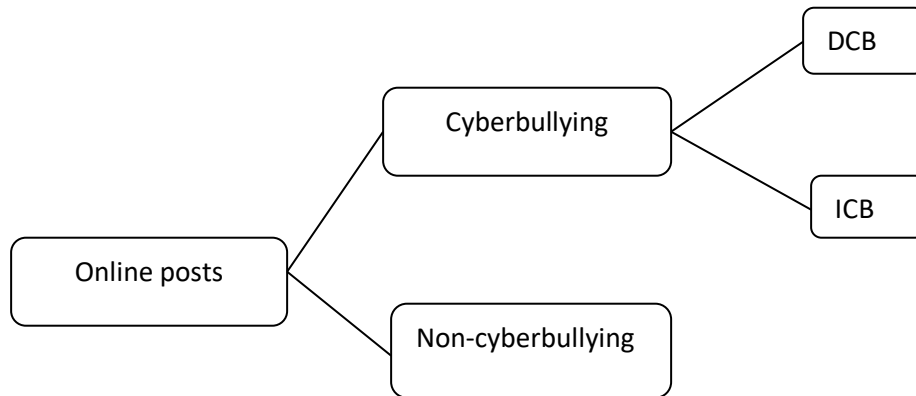 DCB
Cyberbullying
ICB
Online posts
Non-cyberbullying